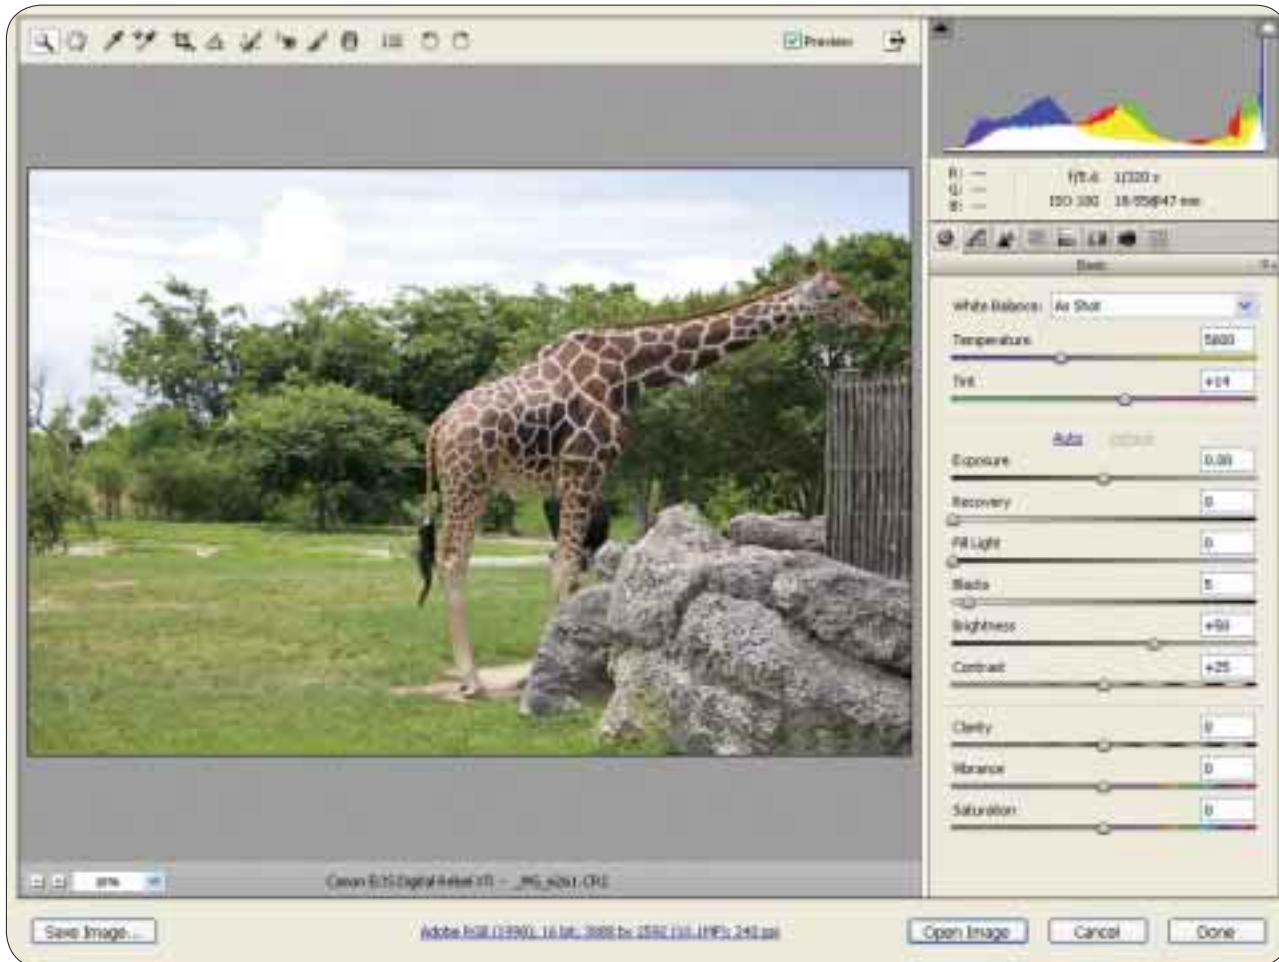 Preview
R: ---
G: ---
B: ---
f/5.6 1/320 s
ISO 100 18-55@47 mm
Basic
White Balance: As Shot
Temperature
Tint +14
Auto Default
Exposure 0.00
Recovery 0
Fill Light 0
Blacks 5
Brightness +50
Contrast +25
Clarity 0
Vibrance 0
Saturation 0
Canon EOS Digital Rebel XTi -
Save Image...
Adobe RGB (1998); 16 bit; 3888 by 2592 (10.1MP); 240 ppi
Open Image
Cancel
Done